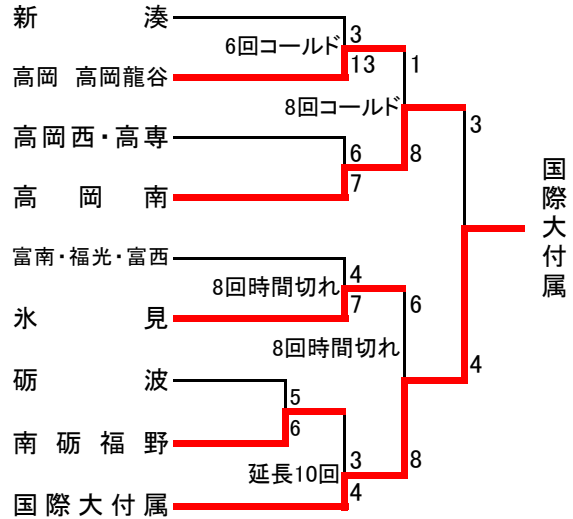 新湊
3
6回コールド
13
高岡 高岡龍谷
1
8回コールド
高岡西・高専
6
8
7
高岡南
3
国際大付属
富南・福光・富西
4
8回時間切れ
7
6
氷見
8回時間切れ
4
砺波
5
6
南砺福野
3
8
延長10回
4
国際大付属